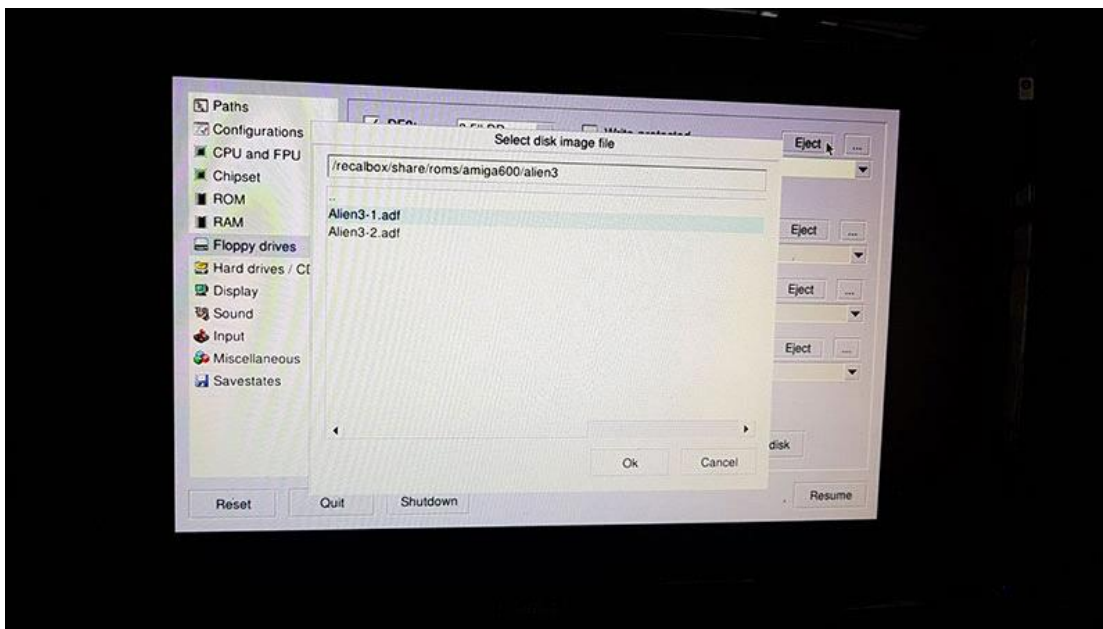 Paths
Configurations
CPU and FPU
Chipset
ROM
RAM
Floppy drives
Hard drives / CD
Display
Sound
Input
Miscellaneous
Savestates
Select disk image file
/recalbox/share/roms/amiga600/alien3
..
Alien3-1.adf
Alien3-2.adf
Ok
Cancel
Eject ...
Eject ...
Eject ...
Eject ...
disk
Reset
Quit
Shutdown
Resume